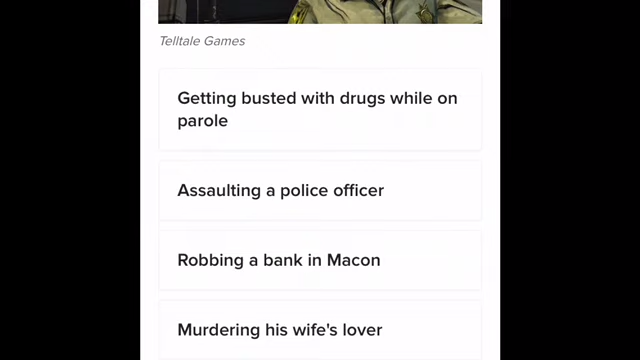 Telltale Games
Getting busted with drugs while on
parole
Assaulting a police officer
Robbing a bank in Macon
Murdering his wife's lover